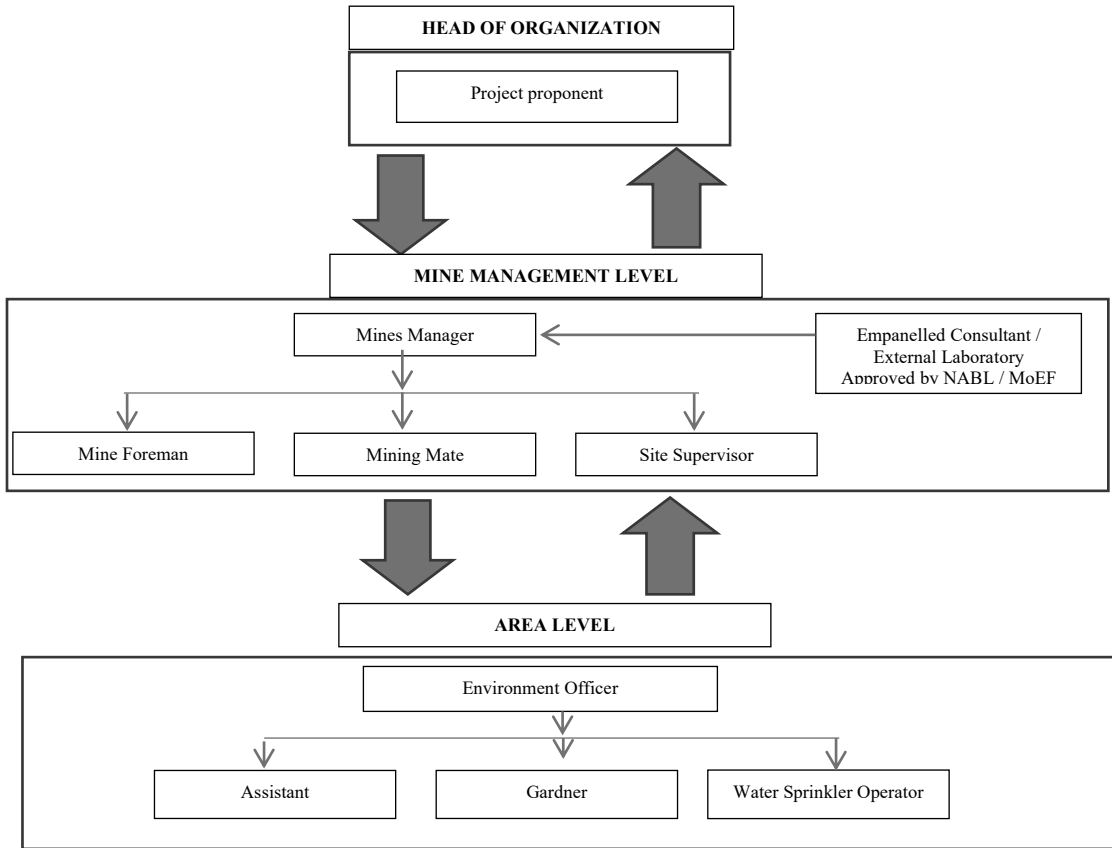 HEAD OF ORGANIZATION
Project proponent
MINE MANAGEMENT LEVEL
Mines Manager
Empanelled Consultant /
External Laboratory
Approved by NABL / MoEF
Mine Foreman
Mining Mate
Site Supervisor
AREA LEVEL
Environment Officer
Assistant
Gardner
Water Sprinkler Operator